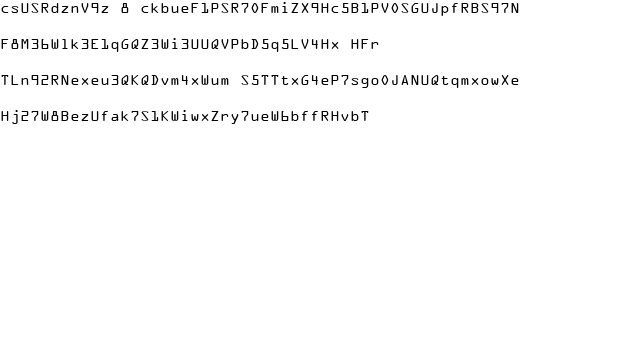 csUSRdznV9z 8 ckbueF1PSR70FmiZX9Hc5B1PV0SGUJpfRBS97N
F8M36W1k3E1qGQZ3Wi3UUQVPbD5q5LV4Hx HFr
TLn92RNexeu3QKQDvm4xWum S5TTtxG4eP7sgo0JANUQtqmxowXe
Hj27W8BezUfak7S1KWiwxZry7ueW6bffRHvbT